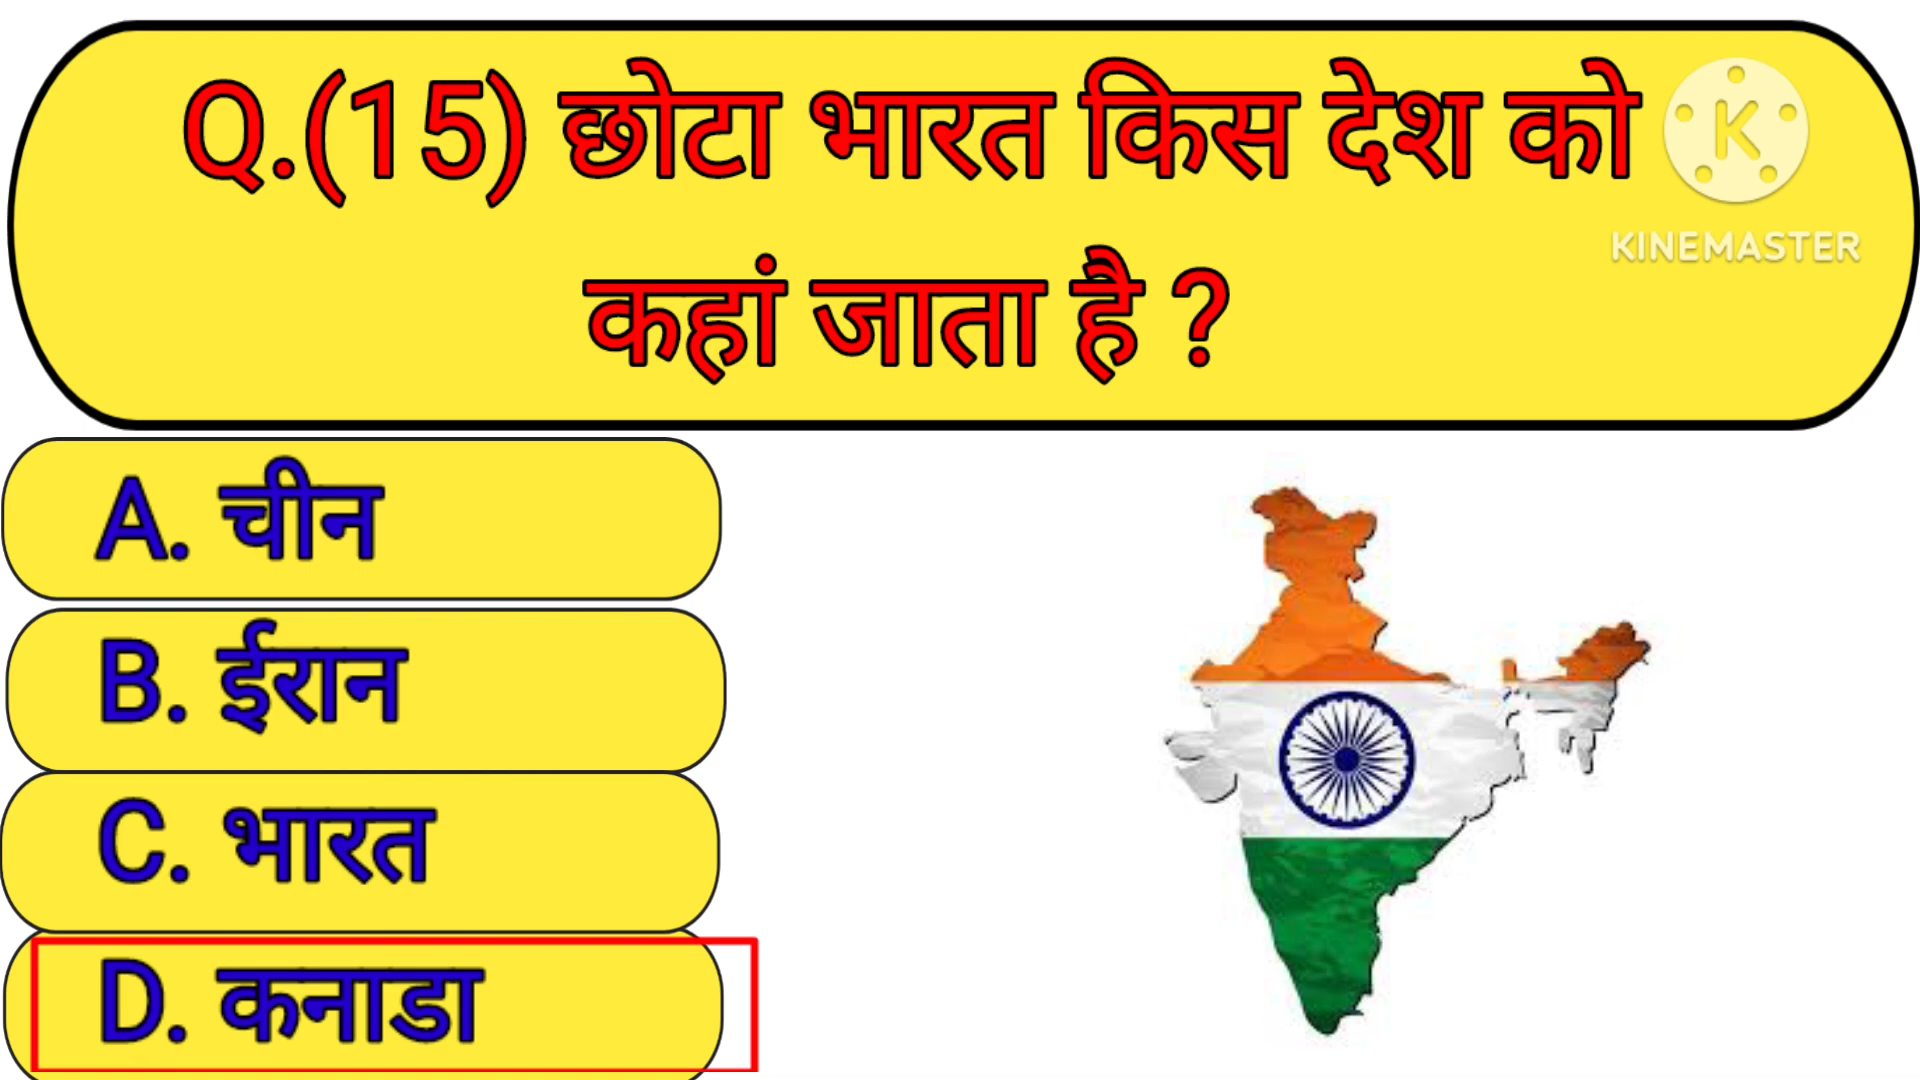 Q.(15) छोटा भारत किस देश को
कहां जाता है ?
K
KINEMASTER
A. चीन
B. ईरान
C. भारत
D. कनाडा